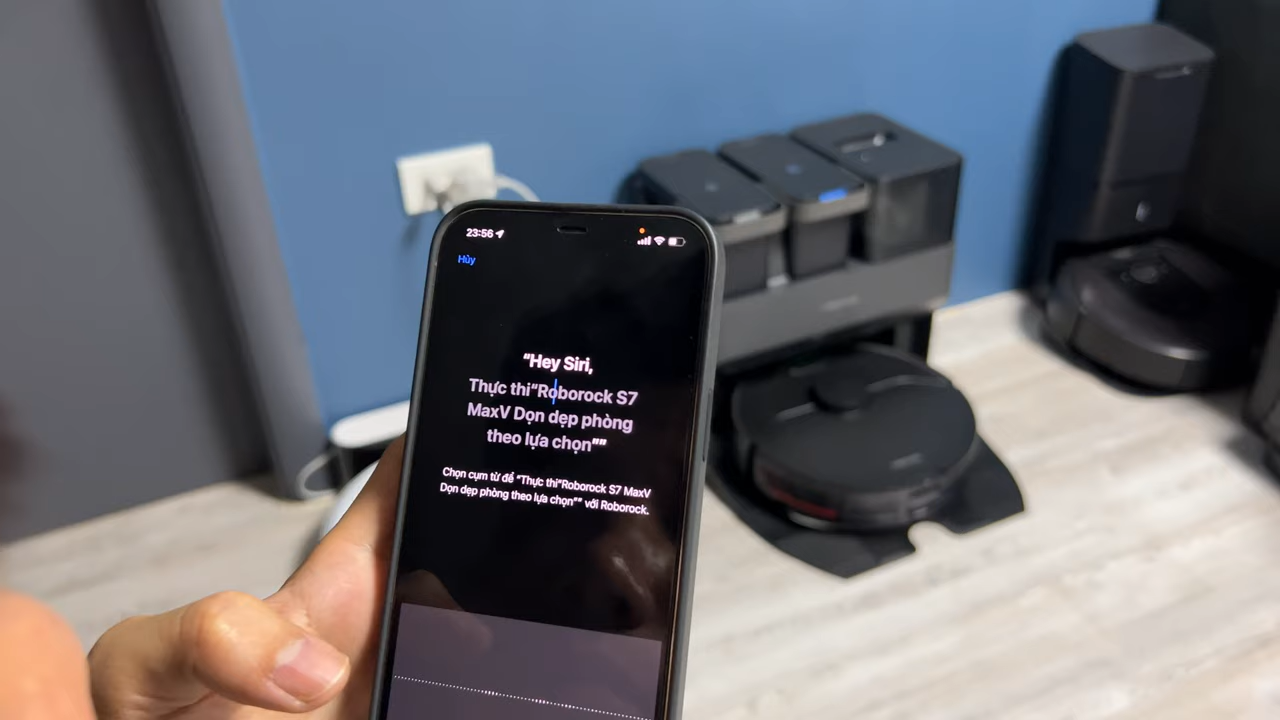 23:56
Hủy
“Hey Siri,
Thực thi“Roborock S7
MaxV Dọn dẹp phòng
theo lựa chọn””
Chọn cụm từ để “Thực thi“Roborock S7 MaxV
Dọn dẹp phòng theo lựa chọn”” với Roborock.